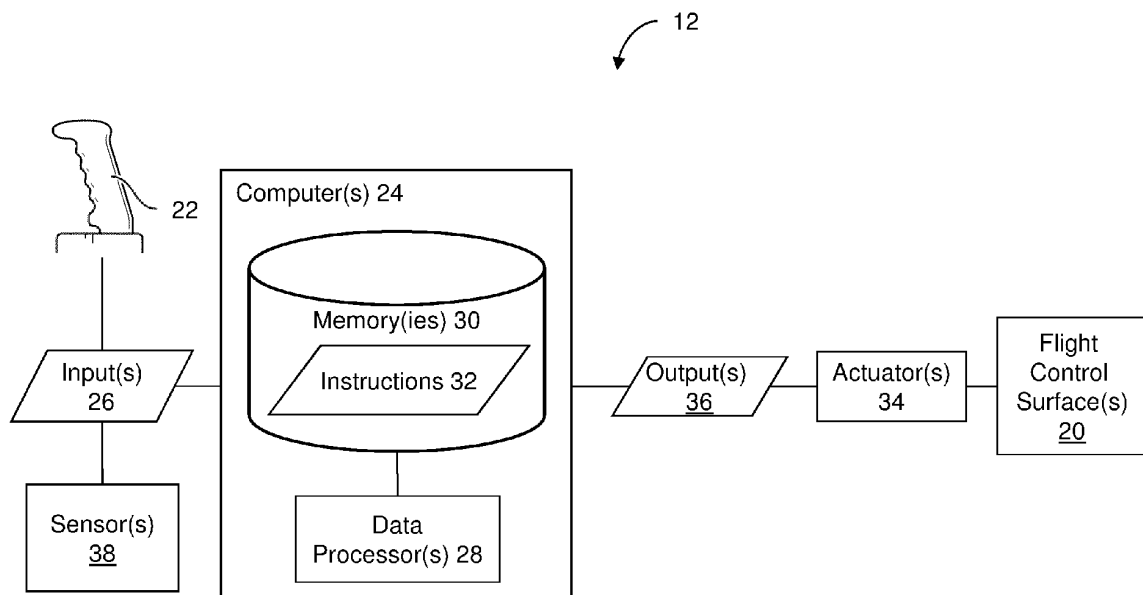 12
22
Computer(s) 24
Memory(ies) 30
Instructions 32
Input(s)
26
Output(s)
36
Actuator(s)
34
Flight
Control
Surface(s)
20
Sensor(s)
38
Data
Processor(s) 28